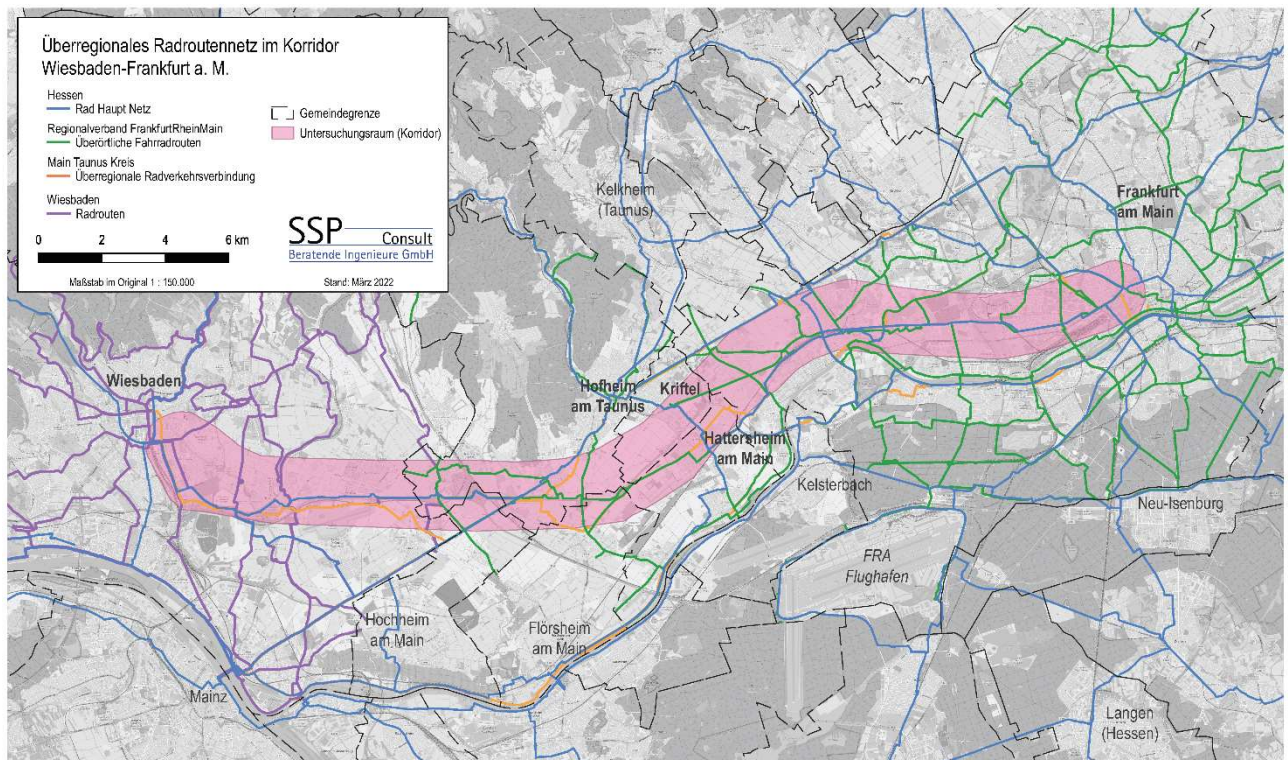 Überregionales Radroutennetz im Korridor
Wiesbaden-Frankfurt a. M.
Hessen
Rad Haupt Netz
Regionalverband FrankfurtRheinMain
Überörtliche Fahrradrouten
Main Taunus Kreis
Überregionale Radverkehrsverbindung
Wiesbaden
Radrouten
Gemeindegrenze
Untersuchungsraum (Korridor)
0 2 4 6 km
Maßstab im Original 1 : 150.000
SSP Consult
Beratende Ingenieure GmbH
Stand: März 2022
Kelkheim
(Taunus)
Frankfurt
am Main
Wiesbaden
Hofheim
am Taunus
Kriftel
Hattersheim
am Main
Kelsterbach
Neu-Isenburg
FRA
Flughafen
Hochheim
am Main
Flörsheim
am Main
Mainz
Langen
(Hessen)